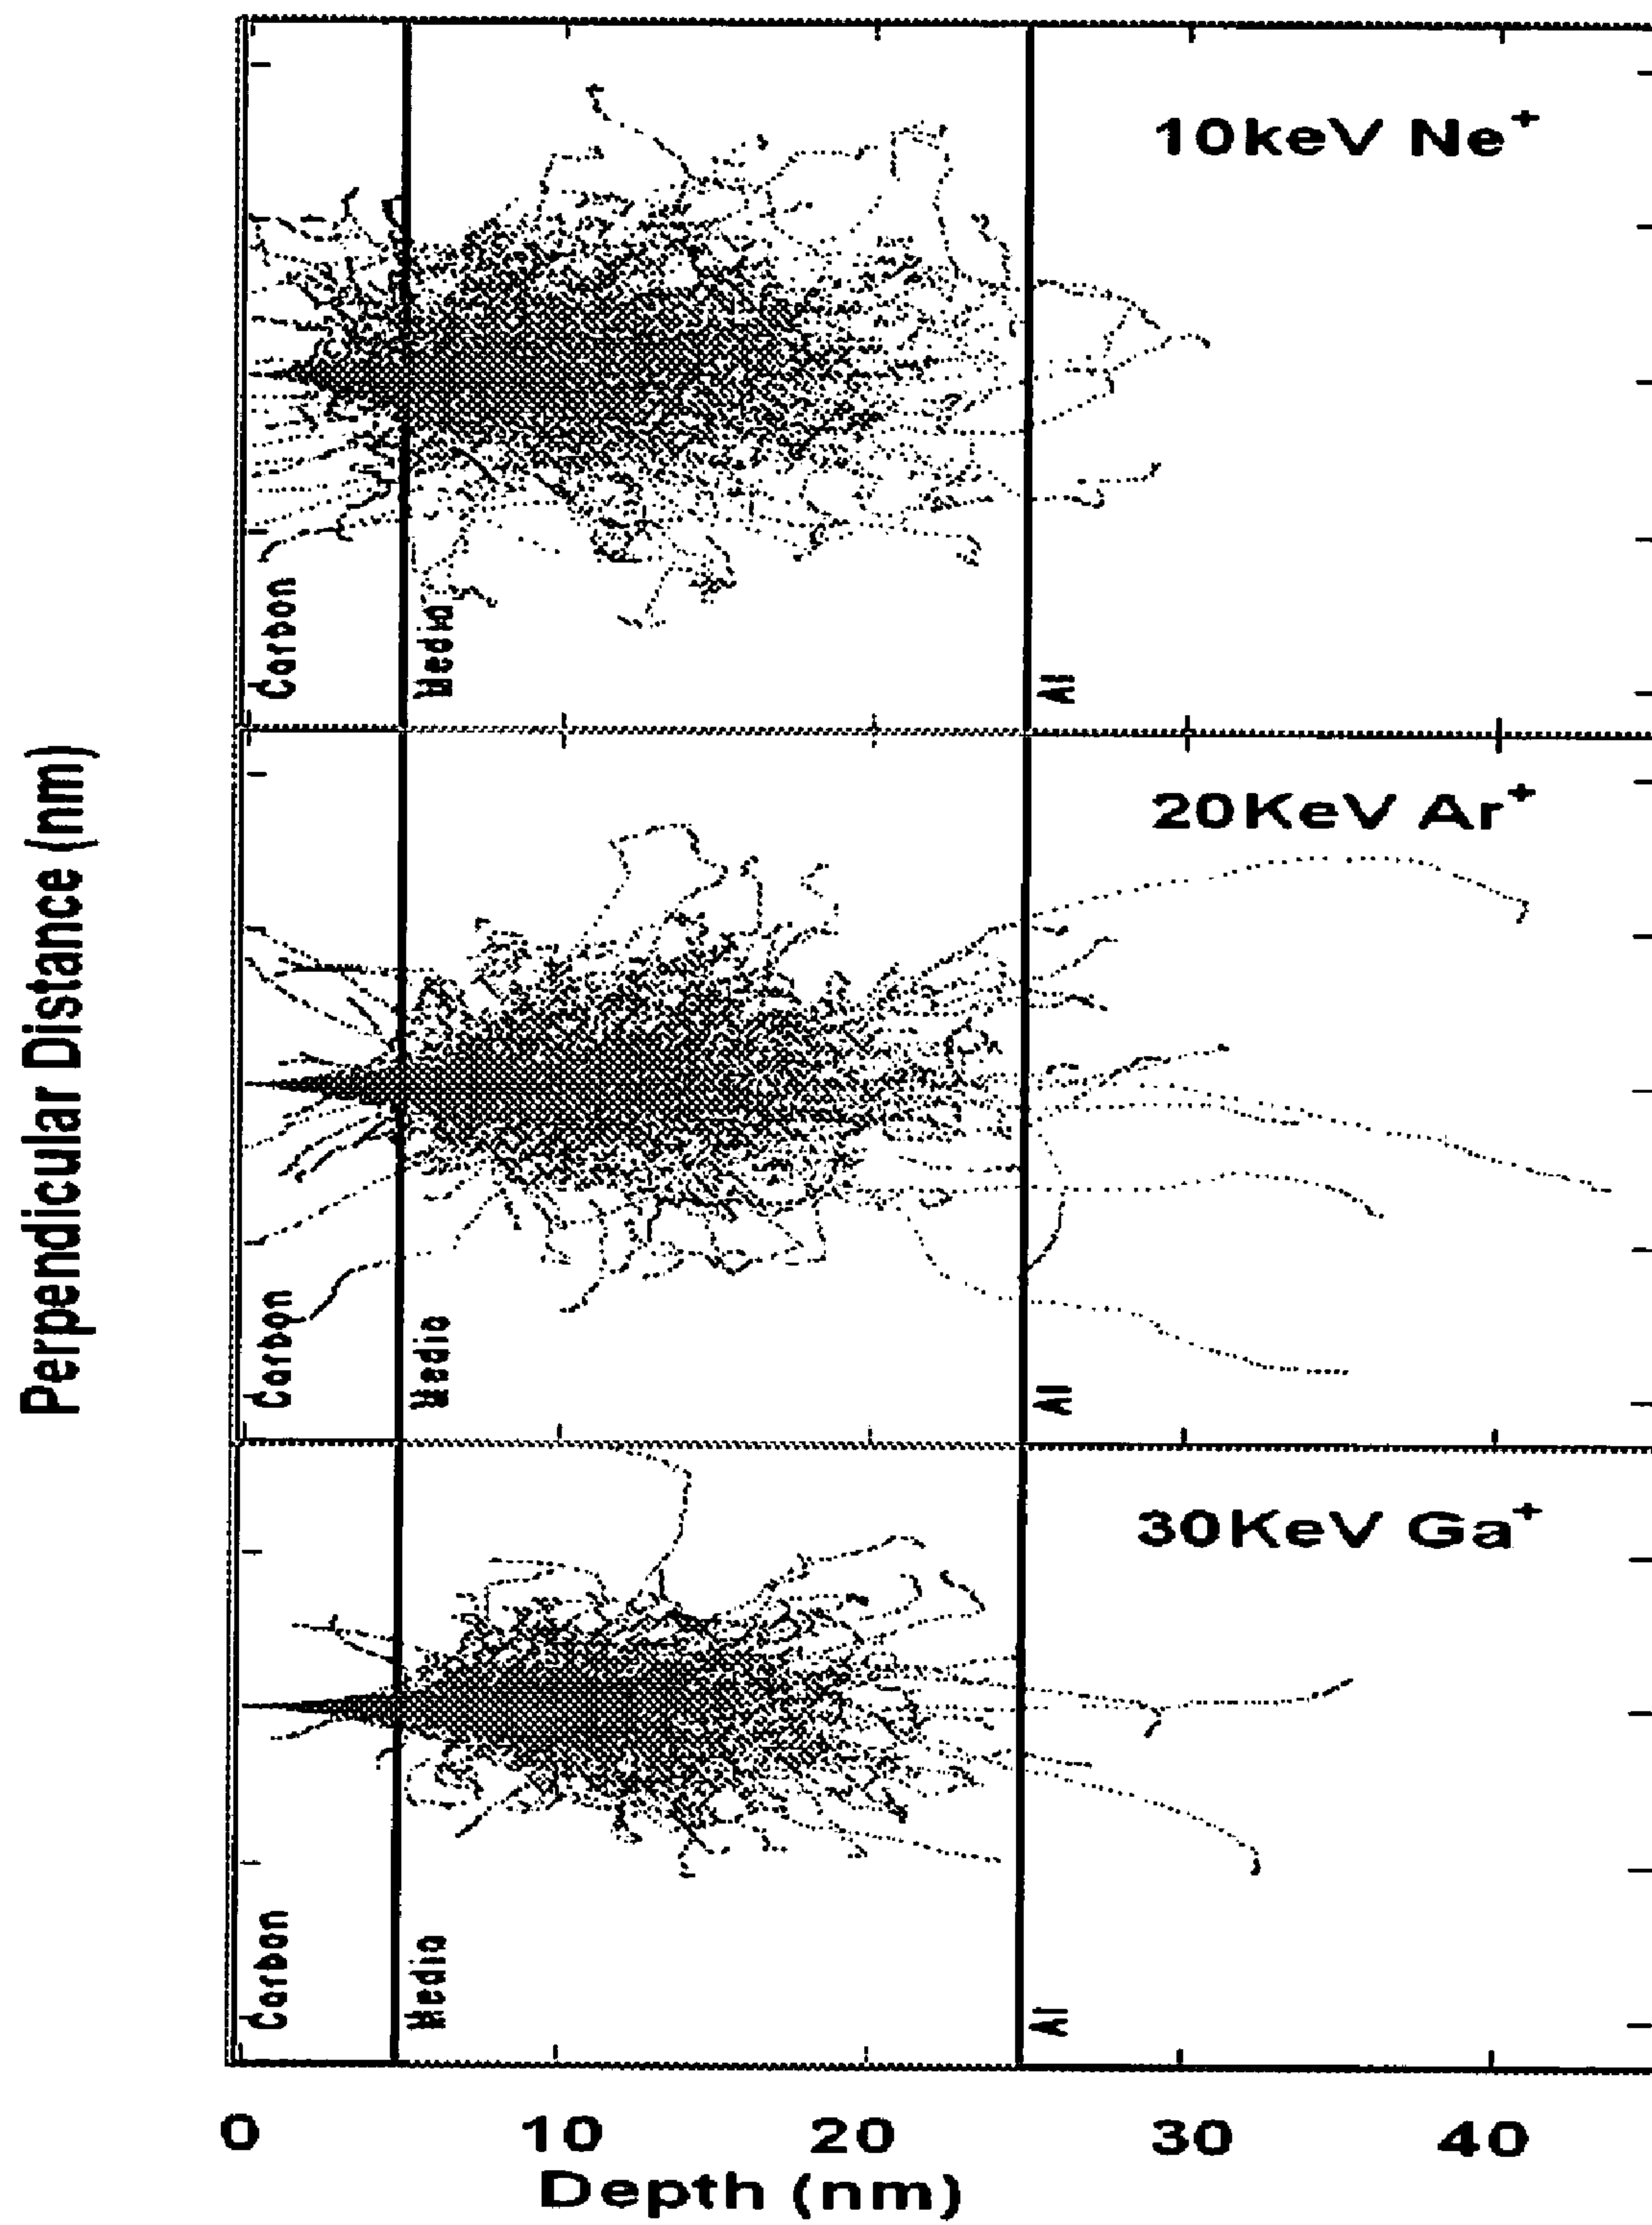 Perpendicular Distance (nm)
10keV Ne+
Carbon
Media
Al
20KeV Ar+
Carbon
Media
Al
30KeV Ga+
Carbon
Media
Al
0 10 20 30 40
Depth (nm)